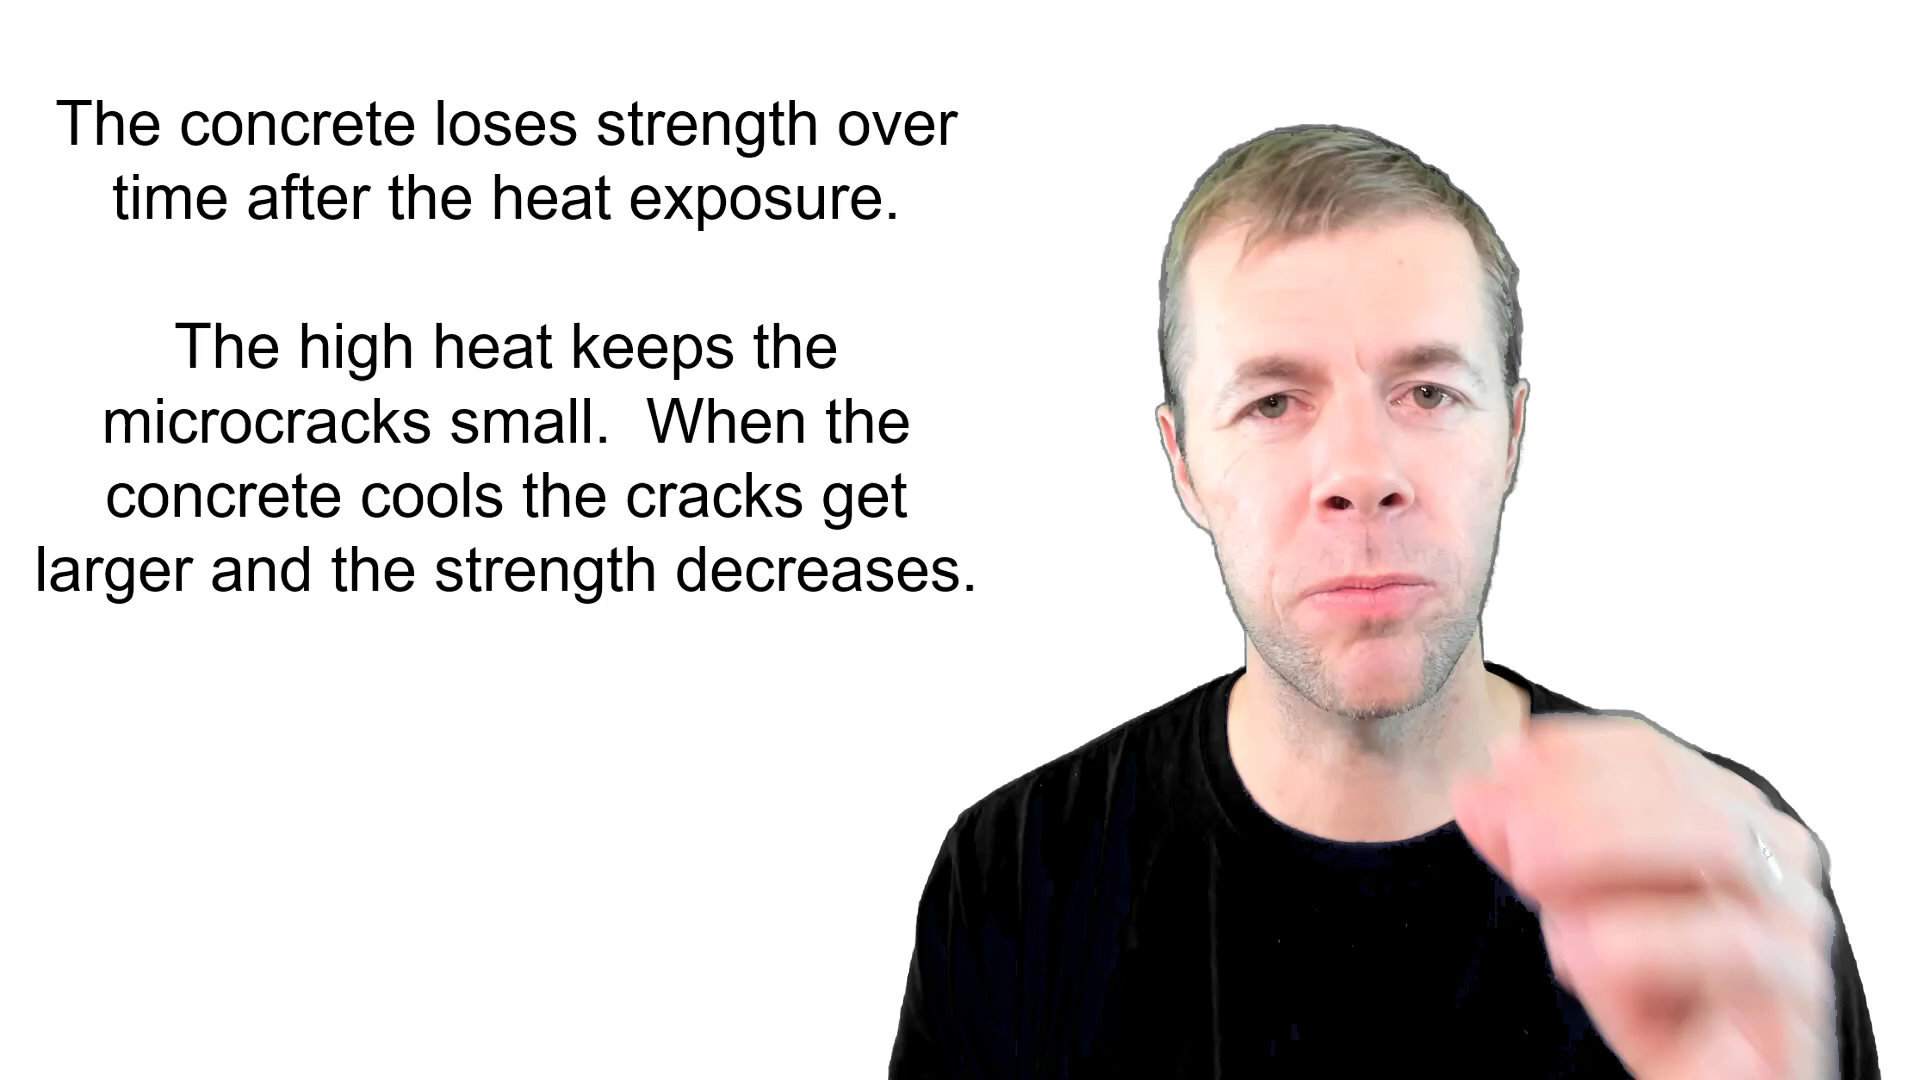 The concrete loses strength over
time after the heat exposure.
The high heat keeps the
microcracks small.  When the
concrete cools the cracks get
larger and the strength decreases.